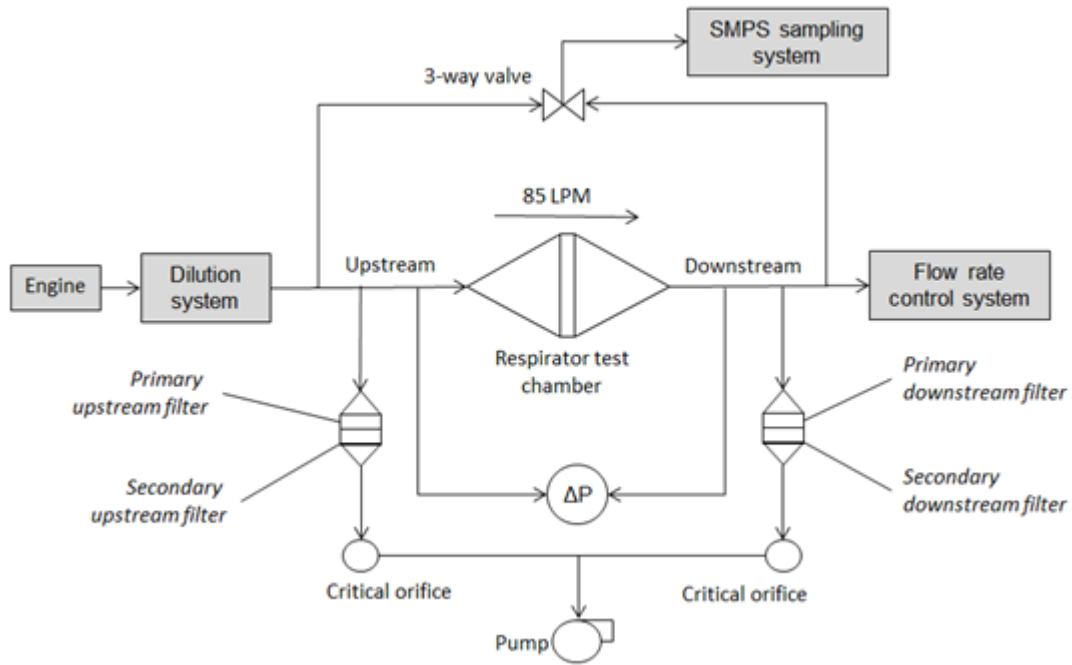 SMPS sampling
system
3-way valve
85 LPM
Engine
Dilution
system
Upstream
Downstream
Flow rate
control system
Respirator test
chamber
Primary
upstream filter
Primary
downstream filter
Secondary
upstream filter
ΔP
Secondary
downstream filter
Critical orifice
Critical orifice
Pump